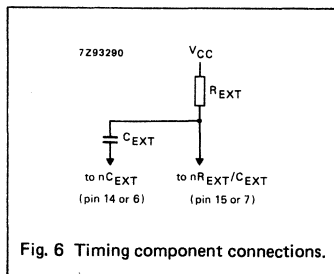 7Z93290
VCC
REXT
CEXT
to nCEXT
(pin 14 or 6)
to nREXT/CEXT
(pin 15 or 7)
Fig. 6 Timing component connections.